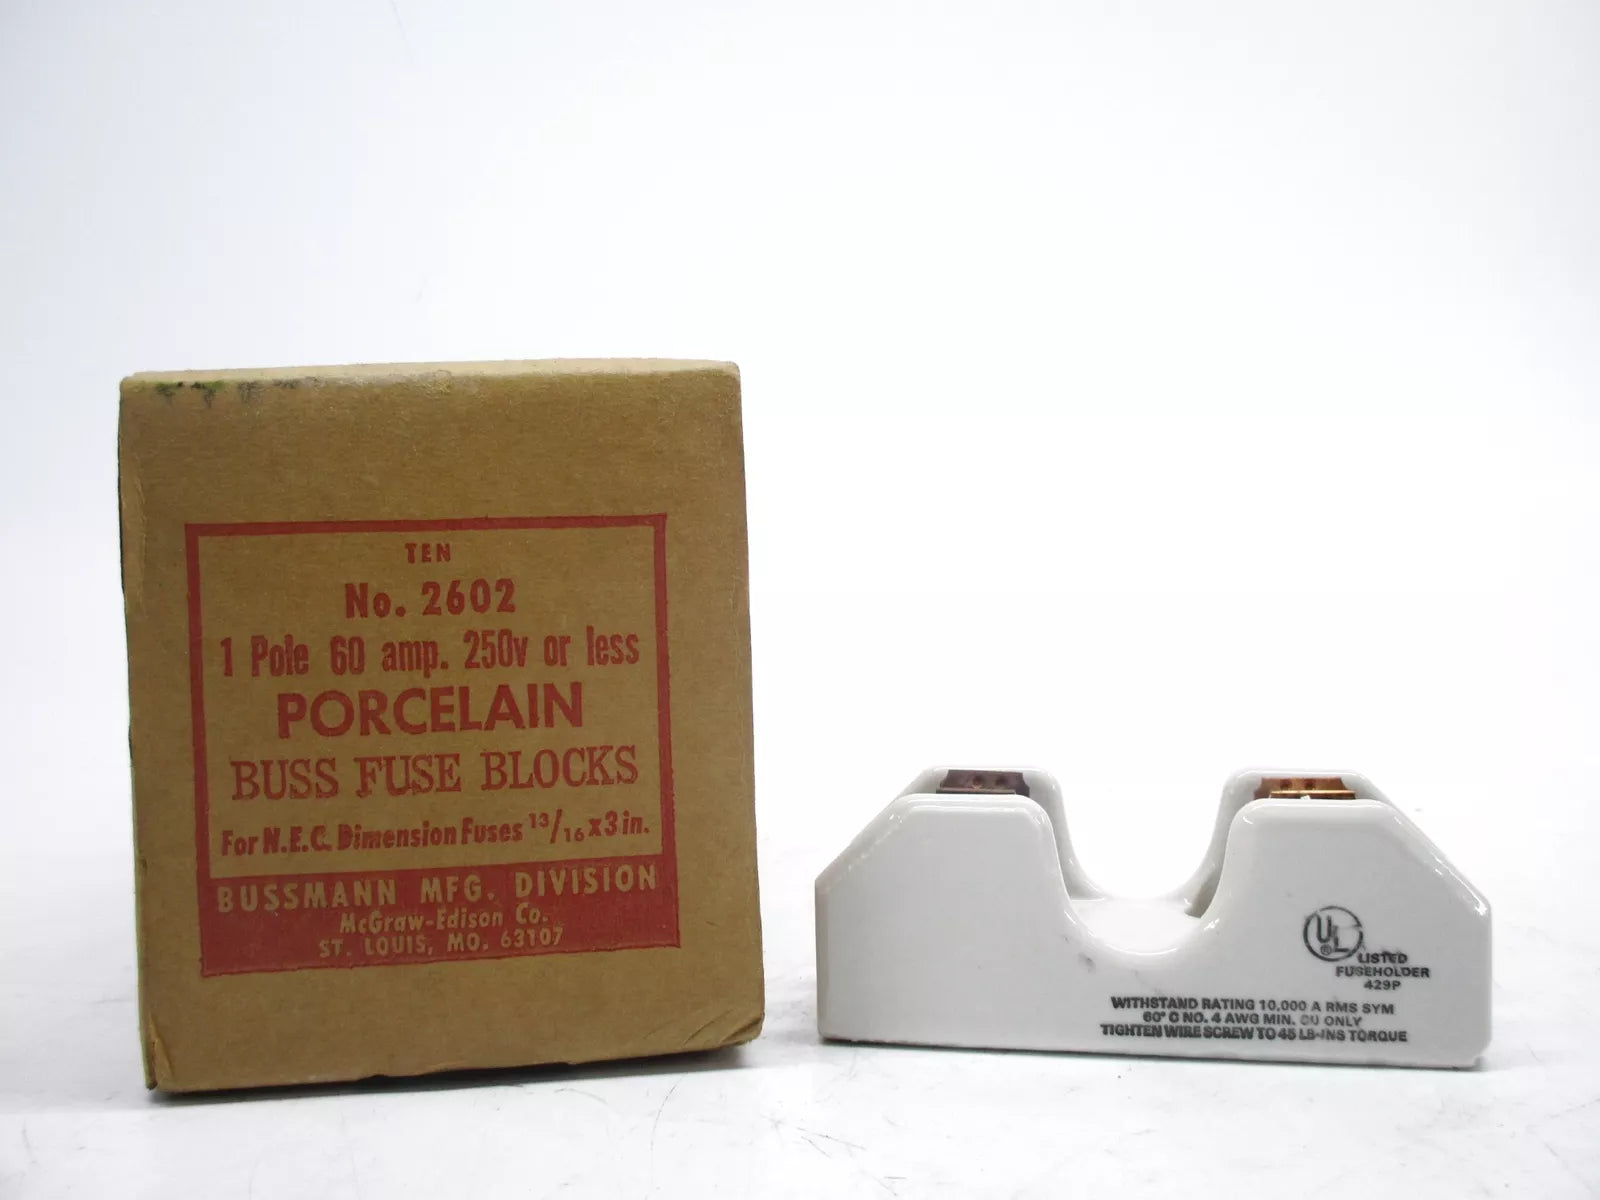 TEN
No. 2602
1 Pole 60 amp. 250v or less
PORCELAIN
BUSS FUSE BLOCKS
For N.E.C. Dimension Fuses 13/16 x 3 in.
BUSSMANN MFG. DIVISION
McGraw-Edison Co.
ST. LOUIS, MO. 63107
UL
®
LISTED
FUSEHOLDER
429P
WITHSTAND RATING 10,000 A RMS SYM
60° C NO. 4 AWG MIN. CU ONLY
TIGHTEN WIRE SCREW TO 45 LB-INS TORQUE